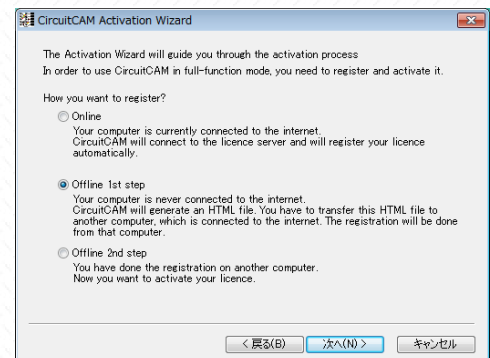 CircuitCAM Activation Wizard
The Activation Wizard will guide you through the activation process
In order to use CircuitCAM in full-function mode, you need to register and activate it.
How you want to register?
Online
Your computer is currently connected to the internet.
CircuitCAM will connect to the licence server and will register your licence
automatically.
Offline 1st step
Your computer is never connected to the internet.
CircuitCAM will generate an HTML file. You have to transfer this HTML file to
another computer, which is connected to the internet. The registration will be done
from that computer.
Offline 2nd step
You have done the registration on another computer.
Now you want to activate your licence.
< 戻る(B) 次へ(N) > キャンセル